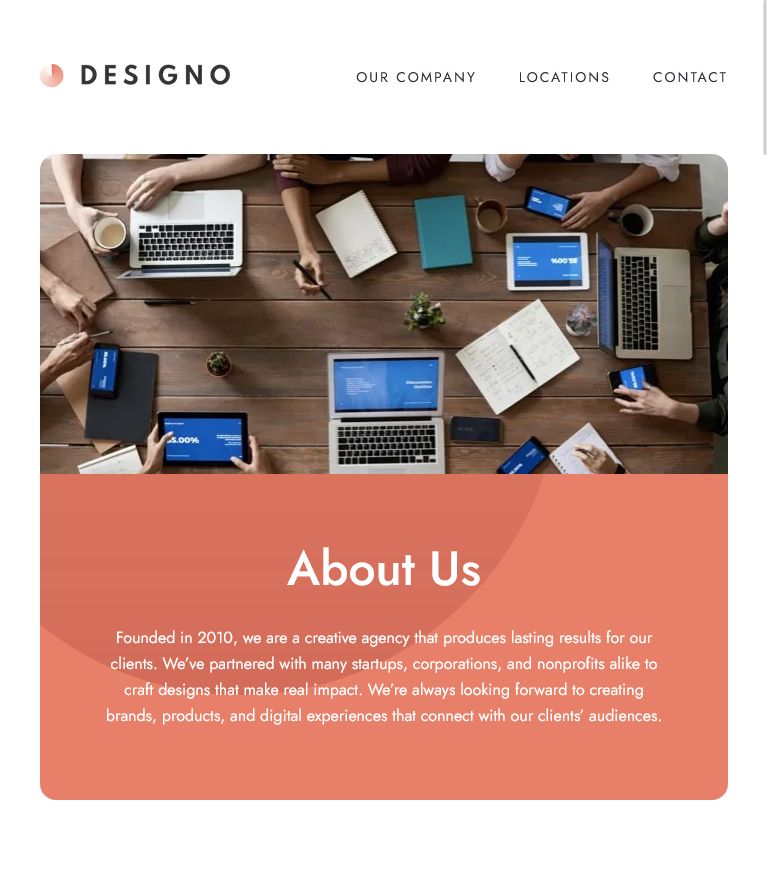 DESIGNO
OUR COMPANY
LOCATIONS
CONTACT
About Us
Founded in 2010, we are a creative agency that produces lasting results for our
clients. We’ve partnered with many startups, corporations, and nonprofits alike to
craft designs that make real impact. We’re always looking forward to creating
brands, products, and digital experiences that connect with our clients’ audiences.